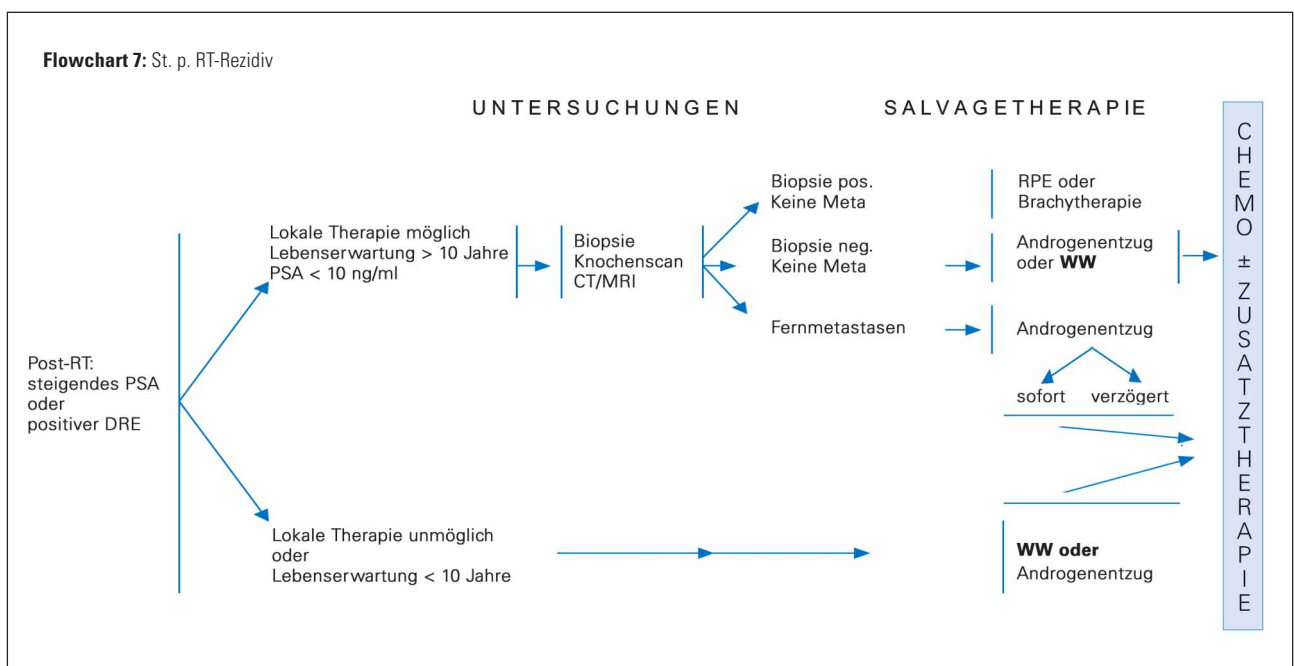 Flowchart 7: St. p. RT-Rezidiv
UNTERSUCHUNGEN
SALVAGETHERAPIE
Post-RT:
steigendes PSA
oder
positiver DRE
Lokale Therapie möglich
Lebenserwartung > 10 Jahre
PSA < 10 ng/ml
Biopsie
Knochenscan
CT/MRI
Biopsie pos.
Keine Meta
RPE oder
Brachytherapie
Biopsie neg.
Keine Meta
Androgenentzug
oder WW
Fernmetastasen
Androgenentzug
sofort
verzögert
Lokale Therapie unmöglich
oder
Lebenserwartung < 10 Jahre
WW oder
Androgenentzug
CHEMO ± ZUSATZTHERAPIE